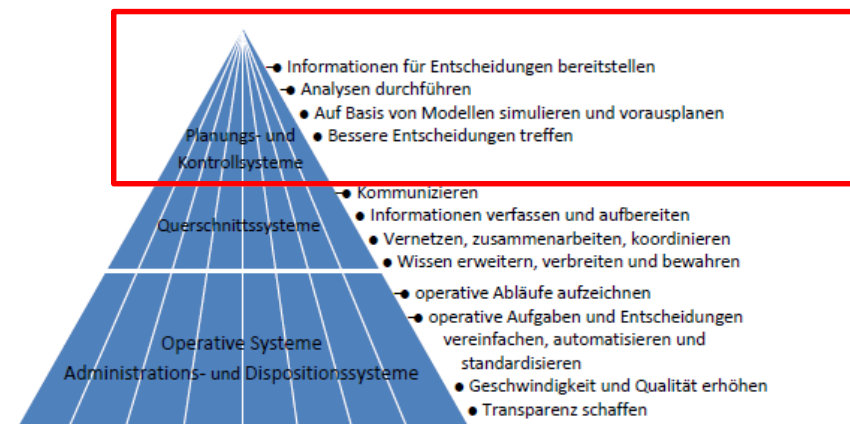 ● Informationen für Entscheidungen bereitstellen
● Analysen durchführen
● Auf Basis von Modellen simulieren und vorausplanen
Planungs- und
● Bessere Entscheidungen treffen
Kontrollsysteme
● Kommunizieren
● Informationen verfassen und aufbereiten
Querschnittssysteme
● Vernetzen, zusammenarbeiten, koordinieren
● Wissen erweitern, verbreiten und bewahren
● operative Abläufe aufzeichnen
● operative Aufgaben und Entscheidungen
vereinfachen, automatisieren und
standardisieren
Operative Systeme
Administrations- und Dispositionssysteme
● Geschwindigkeit und Qualität erhöhen
● Transparenz schaffen